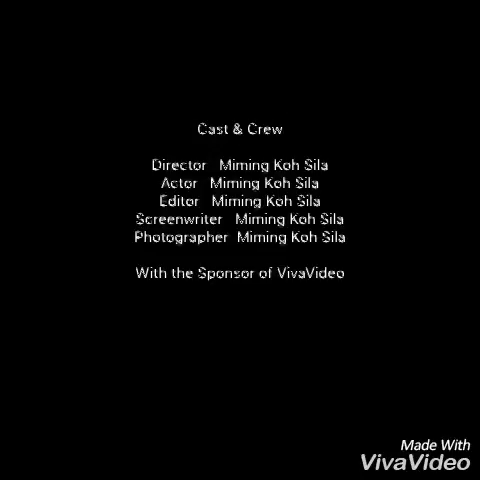 Cast & Crew
Director Miming Koh Sila
Actor Miming Koh Sila
Editor Miming Koh Sila
Screenwriter Miming Koh Sila
Photographer Miming Koh Sila
With the Sponsor of VivaVideo
Made With
VivaVideo